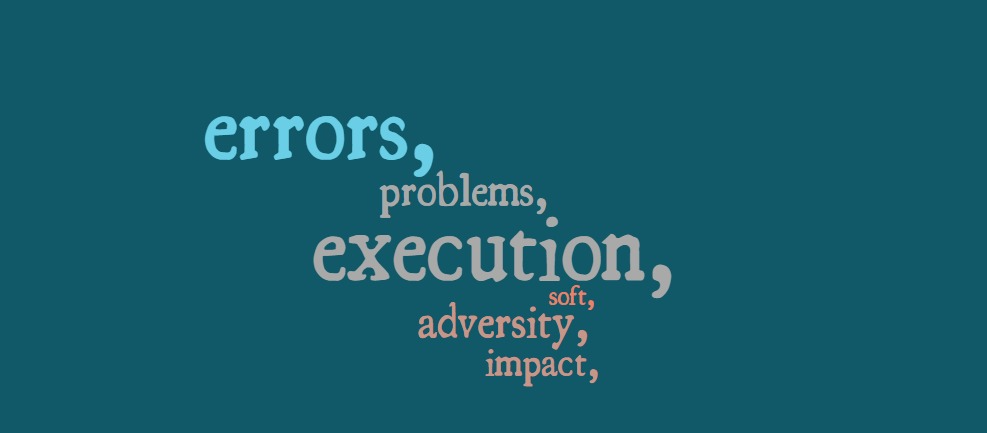 errors,
problems,
execution,
soft,
adversity,
impact,